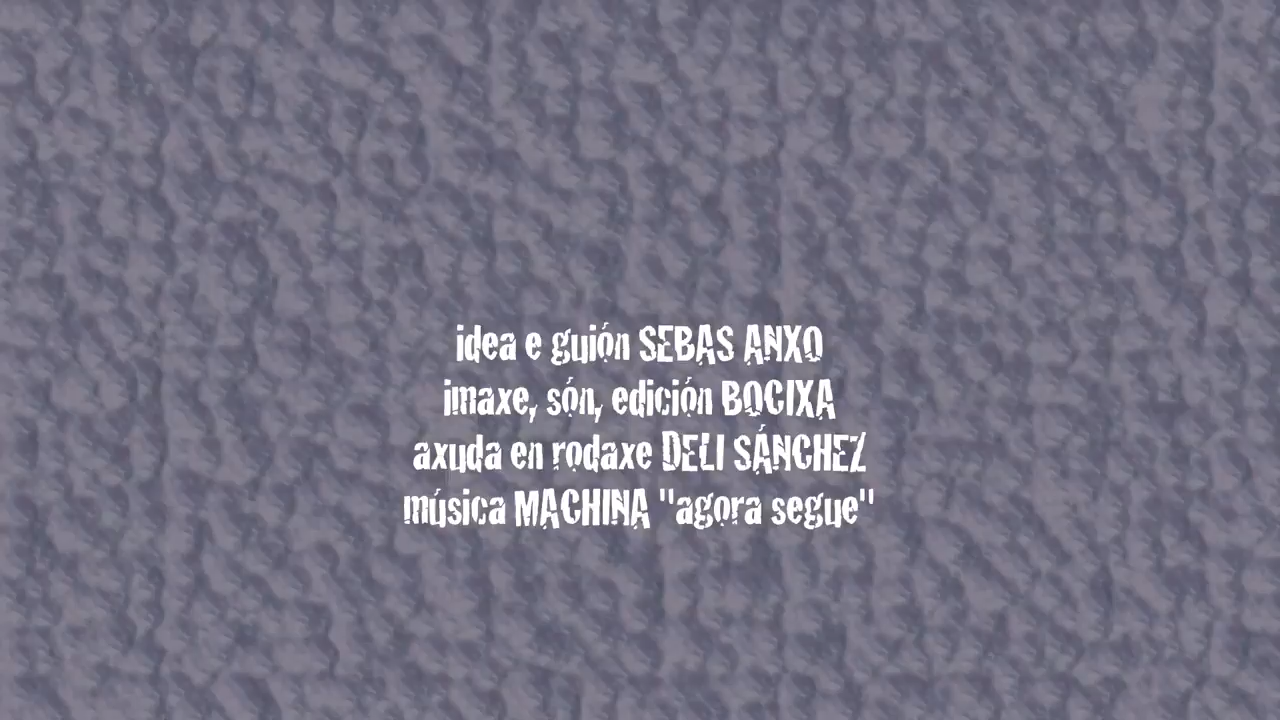 idea e guión SEBAS ANXO
imaxe, són, edición BOCIXA
axuda en rodaxe DELI SÁNCHEZ
música MACHINA "agora segue"